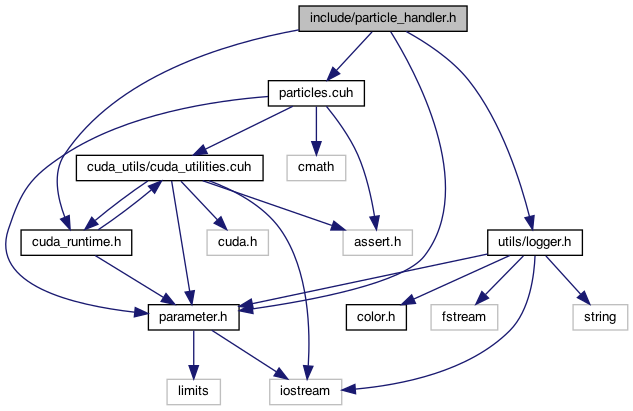 include/particle_handler.h
particles.cuh
cuda_utils/cuda_utilities.cuh
cmath
cuda_runtime.h
cuda.h
assert.h
utils/logger.h
parameter.h
color.h
fstream
string
limits
iostream